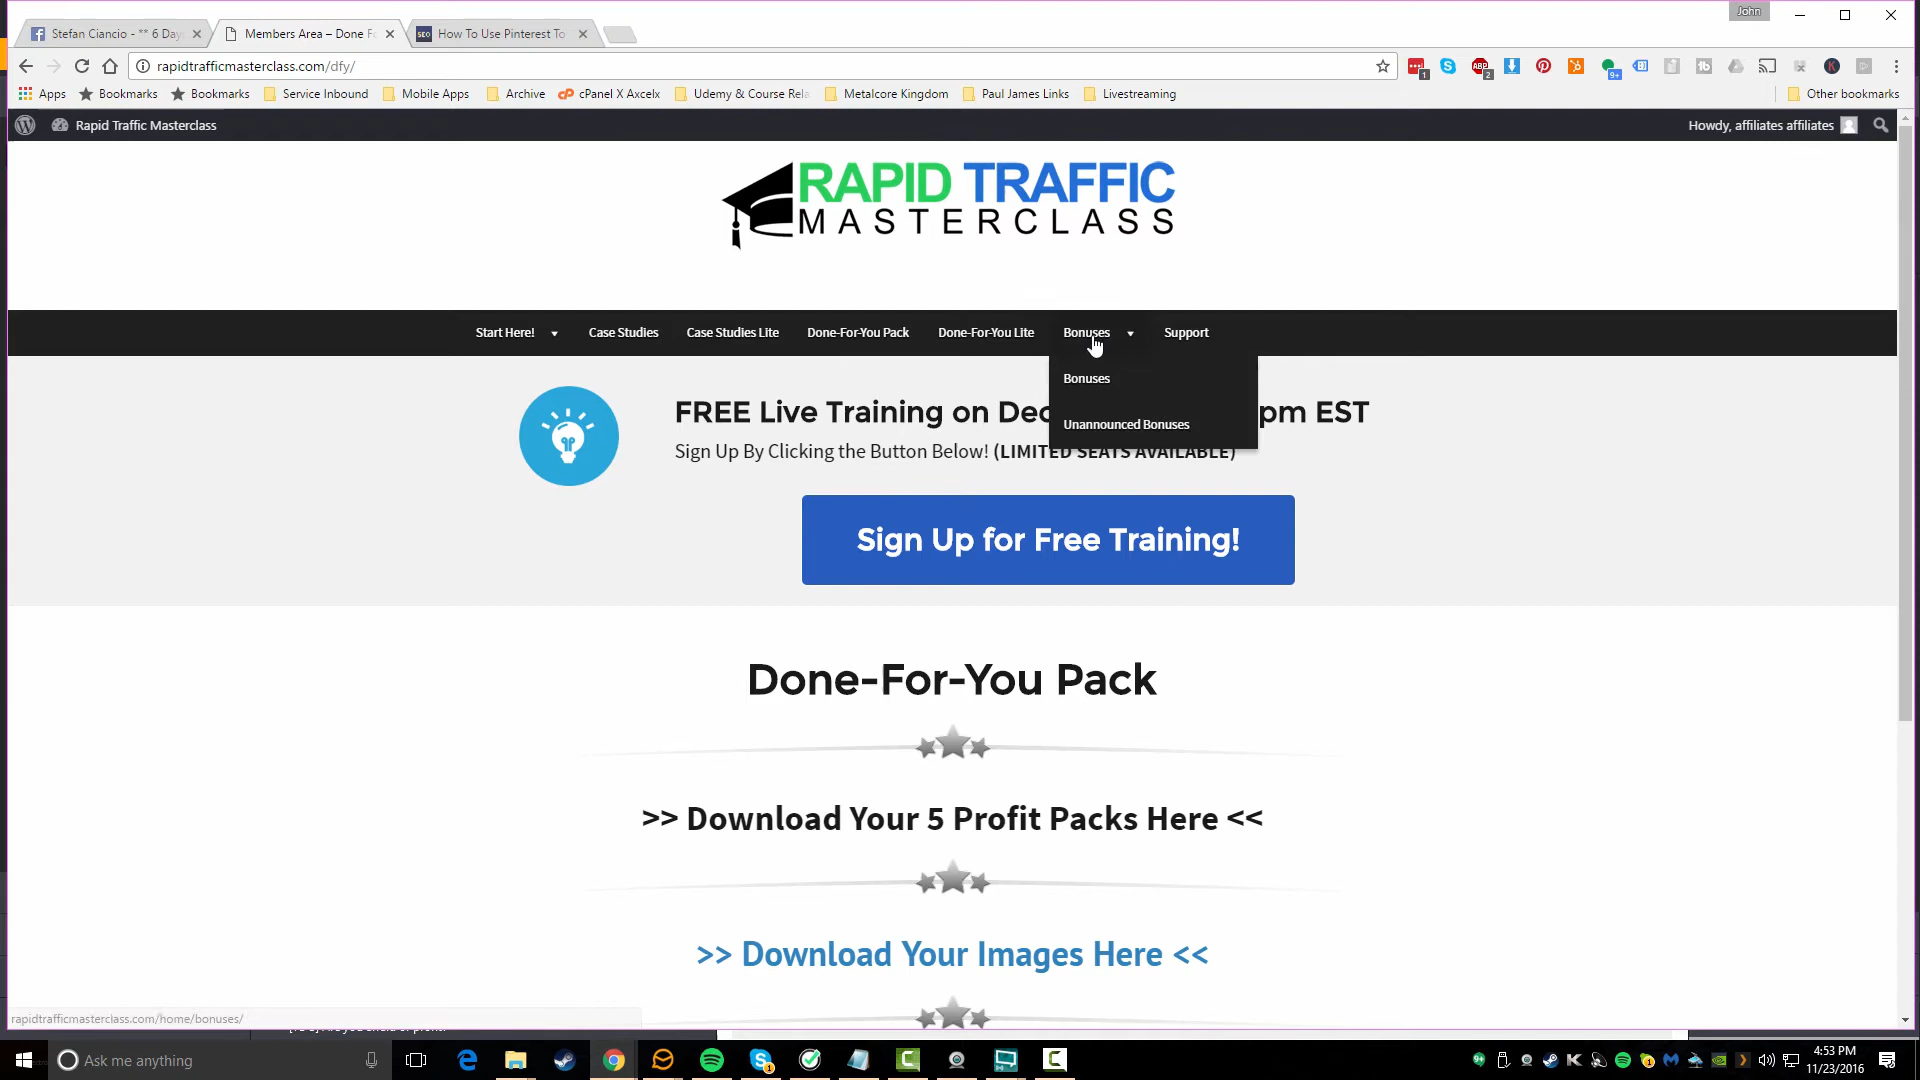 John
Stefan Ciancio - ** 6 Day
Members Area – Done F
How To Use Pinterest To
rapidtrafficmasterclass.com/dfy/
1
2
9+
Apps
Bookmarks
Bookmarks
Service Inbound
Mobile Apps
Archive
cPanel X Axcelx
Udemy & Course Rela
Metalcore Kingdom
Paul James Links
Livestreaming
Other bookmarks
Rapid Traffic Masterclass
Howdy, affiliates affiliates
RAPID TRAFFIC
MASTERCLASS
Start Here!
Case Studies
Case Studies Lite
Done-For-You Pack
Done-For-You Lite
Bonuses
Support
Bonuses
Unannounced Bonuses
FREE Live Training on Dec pm EST
Sign Up By Clicking the Button Below! (LIMITED SEATS AVAILABLE)
Sign Up for Free Training!
Done-For-You Pack
>> Download Your 5 Profit Packs Here <<
>> Download Your Images Here <<
rapidtrafficmasterclass.com/home/bonuses/
Ask me anything
4:53 PM
11/23/2016